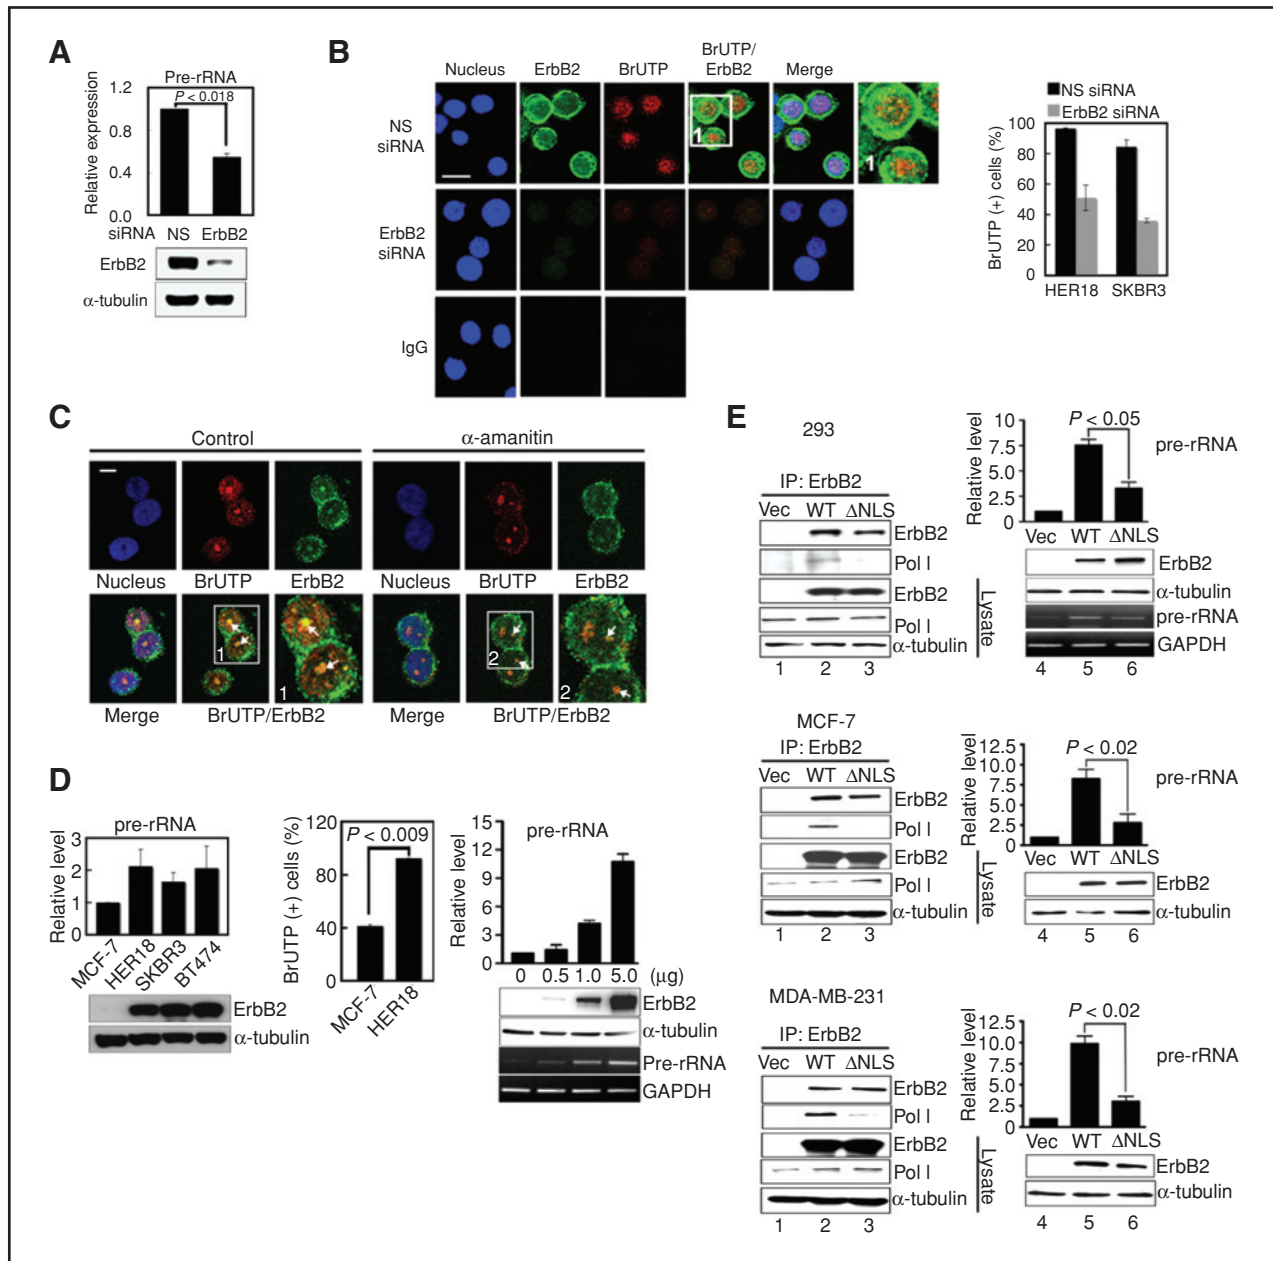 A
Pre-rRNA
P < 0.018
Relative expression
1.2
0.8
0.4
0.0
siRNA NS ErbB2
ErbB2
α-tubulin
B
Nucleus ErbB2 BrUTP BrUTP/ErbB2 Merge
NS siRNA
1
1
ErbB2 siRNA
IgG
NS siRNA
ErbB2 siRNA
BrUTP (+) cells (%)
100
80
60
40
20
0
HER18 SKBR3
C
Control α-amanitin
Nucleus BrUTP ErbB2 Nucleus BrUTP ErbB2
1 1 2 2
Merge BrUTP/ErbB2 Merge BrUTP/ErbB2
D
pre-rRNA
Relative level
3
2
1
0
MCF-7 HER18 SKBR3 BT474
ErbB2
α-tubulin
BrUTP (+) cells (%)
120
80
40
0
P < 0.009
MCF-7 HER18
pre-rRNA
Relative level
15
12
9
6
3
0
0 0.5 1.0 5.0 (μg)
ErbB2
α-tubulin
Pre-rRNA
GAPDH
E
293
IP: ErbB2
Vec WT ΔNLS
ErbB2
Pol I
ErbB2
Pol I
α-tubulin
Lysate
1 2 3
Relative level
10
7.5
5.0
2.5
0
P < 0.05
pre-rRNA
Vec WT ΔNLS
ErbB2
α-tubulin
pre-rRNA
GAPDH
4 5 6
MCF-7
IP: ErbB2
Vec WT ΔNLS
ErbB2
Pol I
ErbB2
Pol I
α-tubulin
Lysate
1 2 3
Relative level
12.5
10.0
7.5
5.0
2.5
0
P < 0.02
pre-rRNA
Vec WT ΔNLS
ErbB2
α-tubulin
4 5 6
MDA-MB-231
IP: ErbB2
Vec WT ΔNLS
ErbB2
Pol I
ErbB2
Pol I
α-tubulin
Lysate
1 2 3
Relative level
12.5
10.0
7.5
5.0
2.5
0
P < 0.02
pre-rRNA
Vec WT ΔNLS
ErbB2
α-tubulin
4 5 6